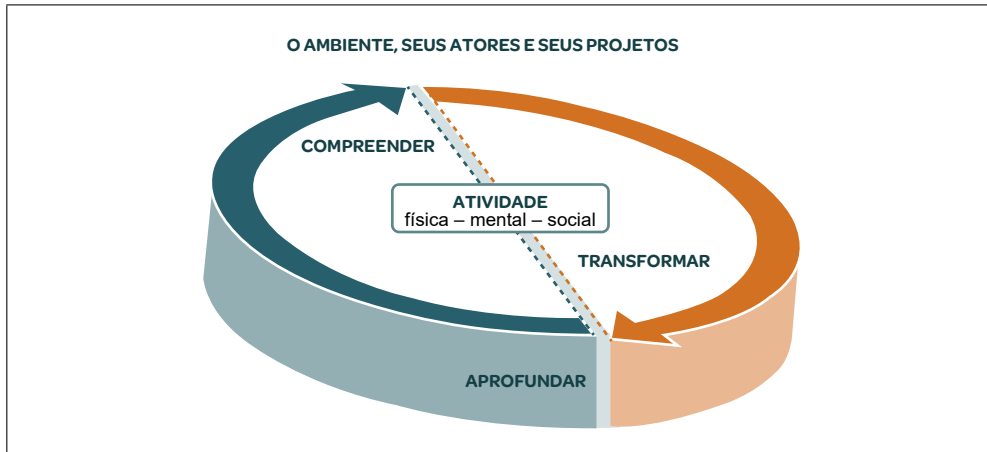 O AMBIENTE, SEUS ATORES E SEUS PROJETOS
COMPREENDER
ATIVIDADE
física – mental – social
TRANSFORMAR
APROFUNDAR